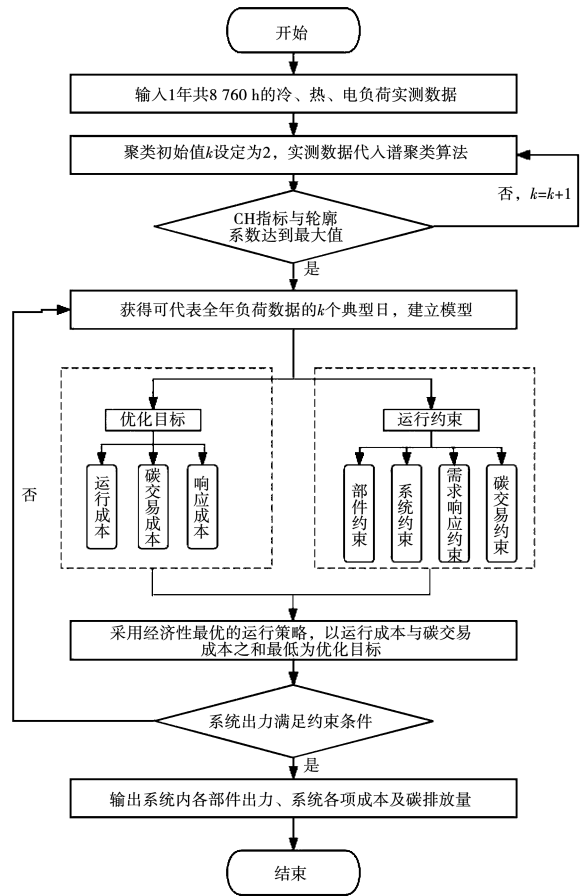 开始
输入1年共8 760 h的冷、热、电负荷实测数据
聚类初始值k设定为2，实测数据代入谱聚类算法
否，k=k+1
CH指标与轮廓
系数达到最大值
是
获得可代表全年负荷数据的k个典型日，建立模型
优化目标
运行约束
运行成本
碳交易成本
响应成本
部件约束
系统约束
需求响应约束
碳交易约束
否
采用经济性最优的运行策略，以运行成本与碳交易
成本之和最低为优化目标
系统出力满足约束条件
是
输出系统内各部件出力、系统各项成本及碳排放量
结束